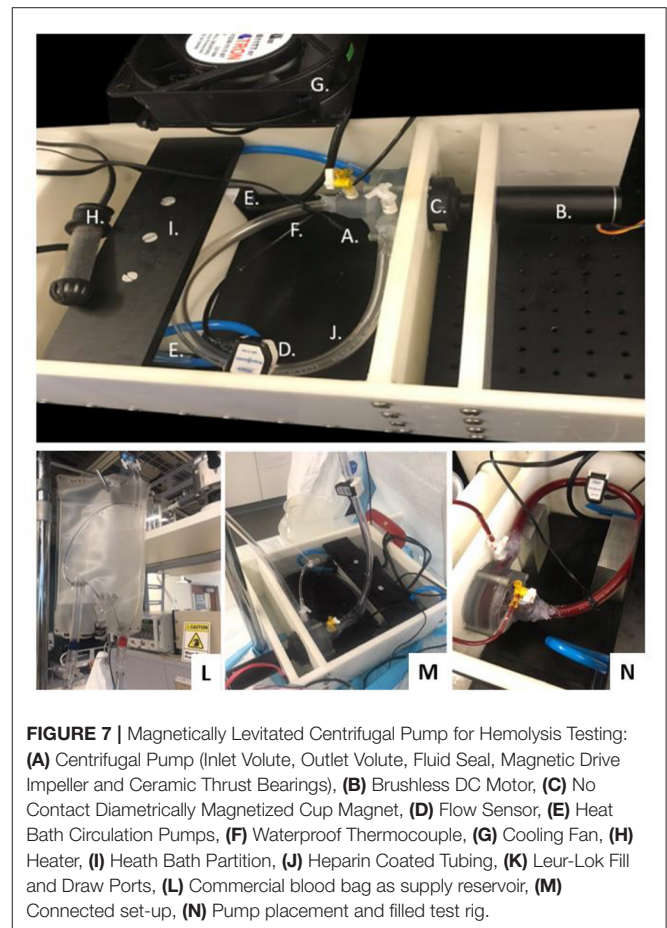 TRON
G.
H.
E.
I.
F.
A.
C.
B.
J.
D.
E.
CAUTION
L
M
N
FIGURE 7 | Magnetically Levitated Centrifugal Pump for Hemolysis Testing:
(A) Centrifugal Pump (Inlet Volute, Outlet Volute, Fluid Seal, Magnetic Drive
Impeller and Ceramic Thrust Bearings), (B) Brushless DC Motor, (C) No
Contact Diametrically Magnetized Cup Magnet, (D) Flow Sensor, (E) Heat
Bath Circulation Pumps, (F) Waterproof Thermocouple, (G) Cooling Fan, (H)
Heater, (I) Heath Bath Partition, (J) Heparin Coated Tubing, (K) Leur-Lok Fill
and Draw Ports, (L) Commercial blood bag as supply reservoir, (M)
Connected set-up, (N) Pump placement and filled test rig.